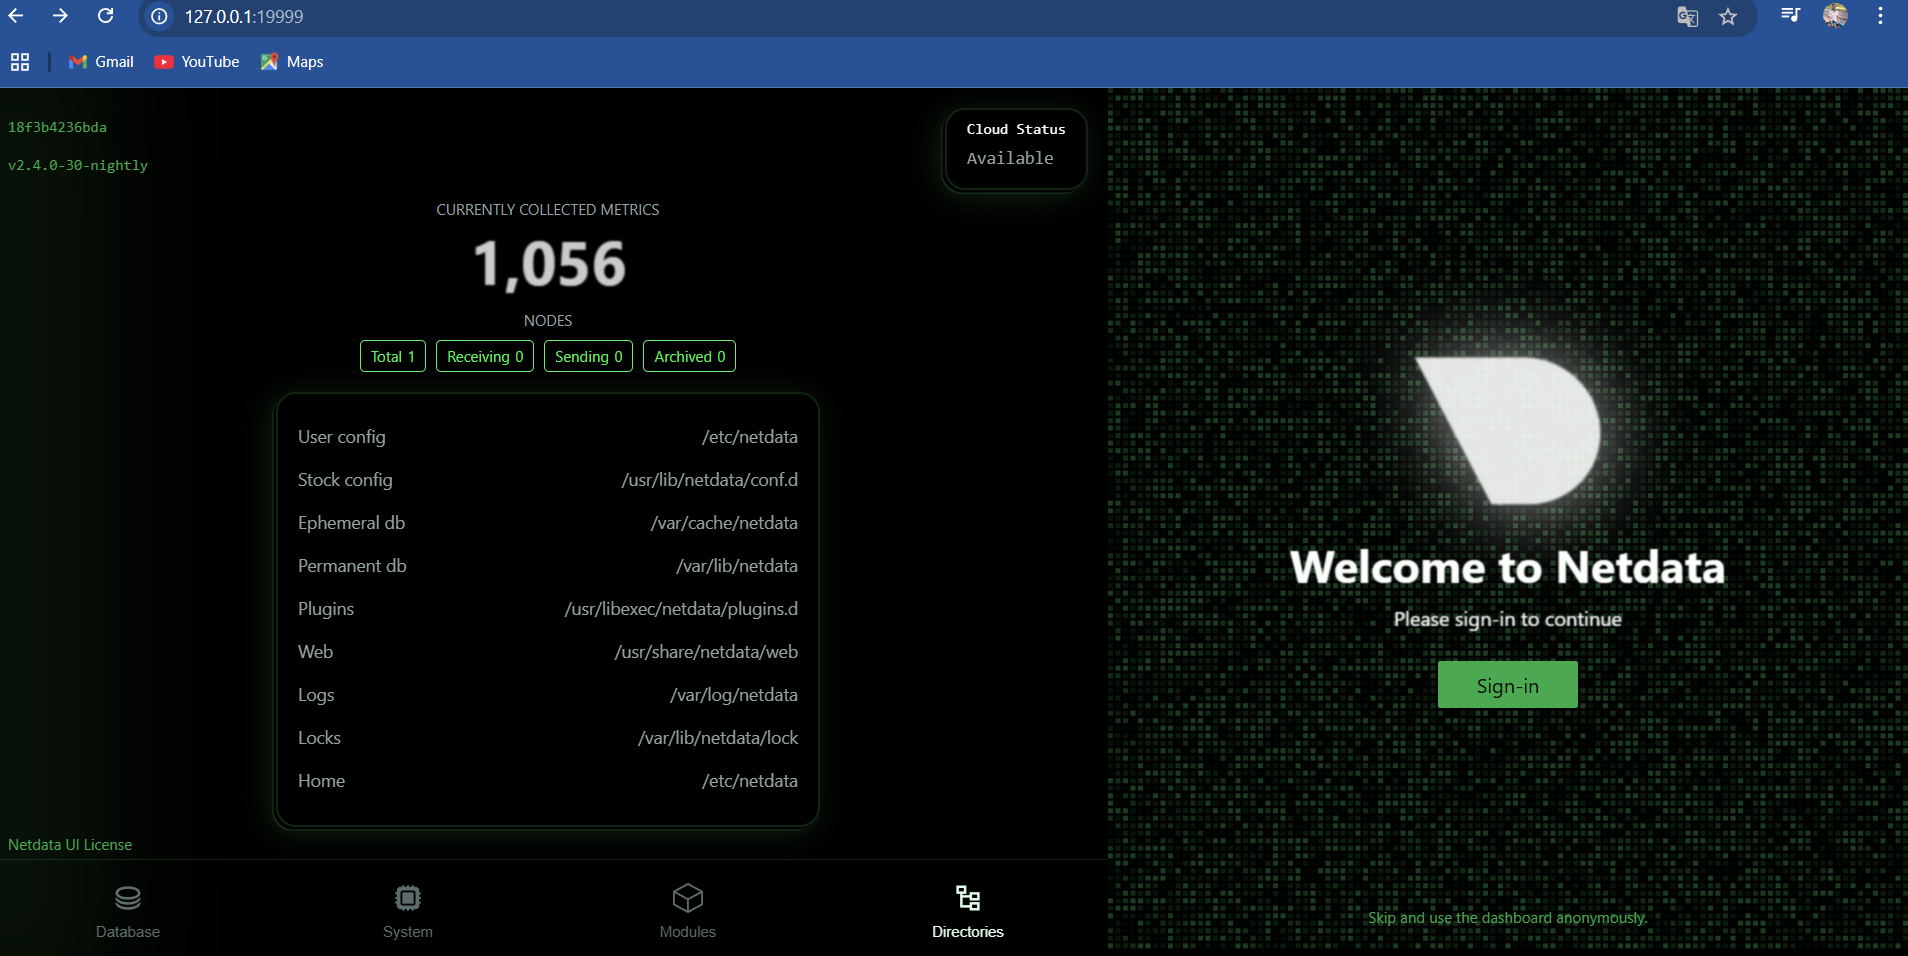 127.0.0.1:19999
Gmail
YouTube
Maps
18f3b4236bda
v2.4.0-30-nightly
Cloud Status
Available
CURRENTLY COLLECTED METRICS
1,056
NODES
Total 1
Receiving 0
Sending 0
Archived 0
User config /etc/netdata
Stock config /usr/lib/netdata/conf.d
Ephemeral db /var/cache/netdata
Permanent db /var/lib/netdata
Plugins /usr/libexec/netdata/plugins.d
Web /usr/share/netdata/web
Logs /var/log/netdata
Locks /var/lib/netdata/lock
Home /etc/netdata
Netdata UI License
Database
System
Modules
Directories
Welcome to Netdata
Please sign-in to continue
Sign-in
Skip and use the dashboard anonymously.